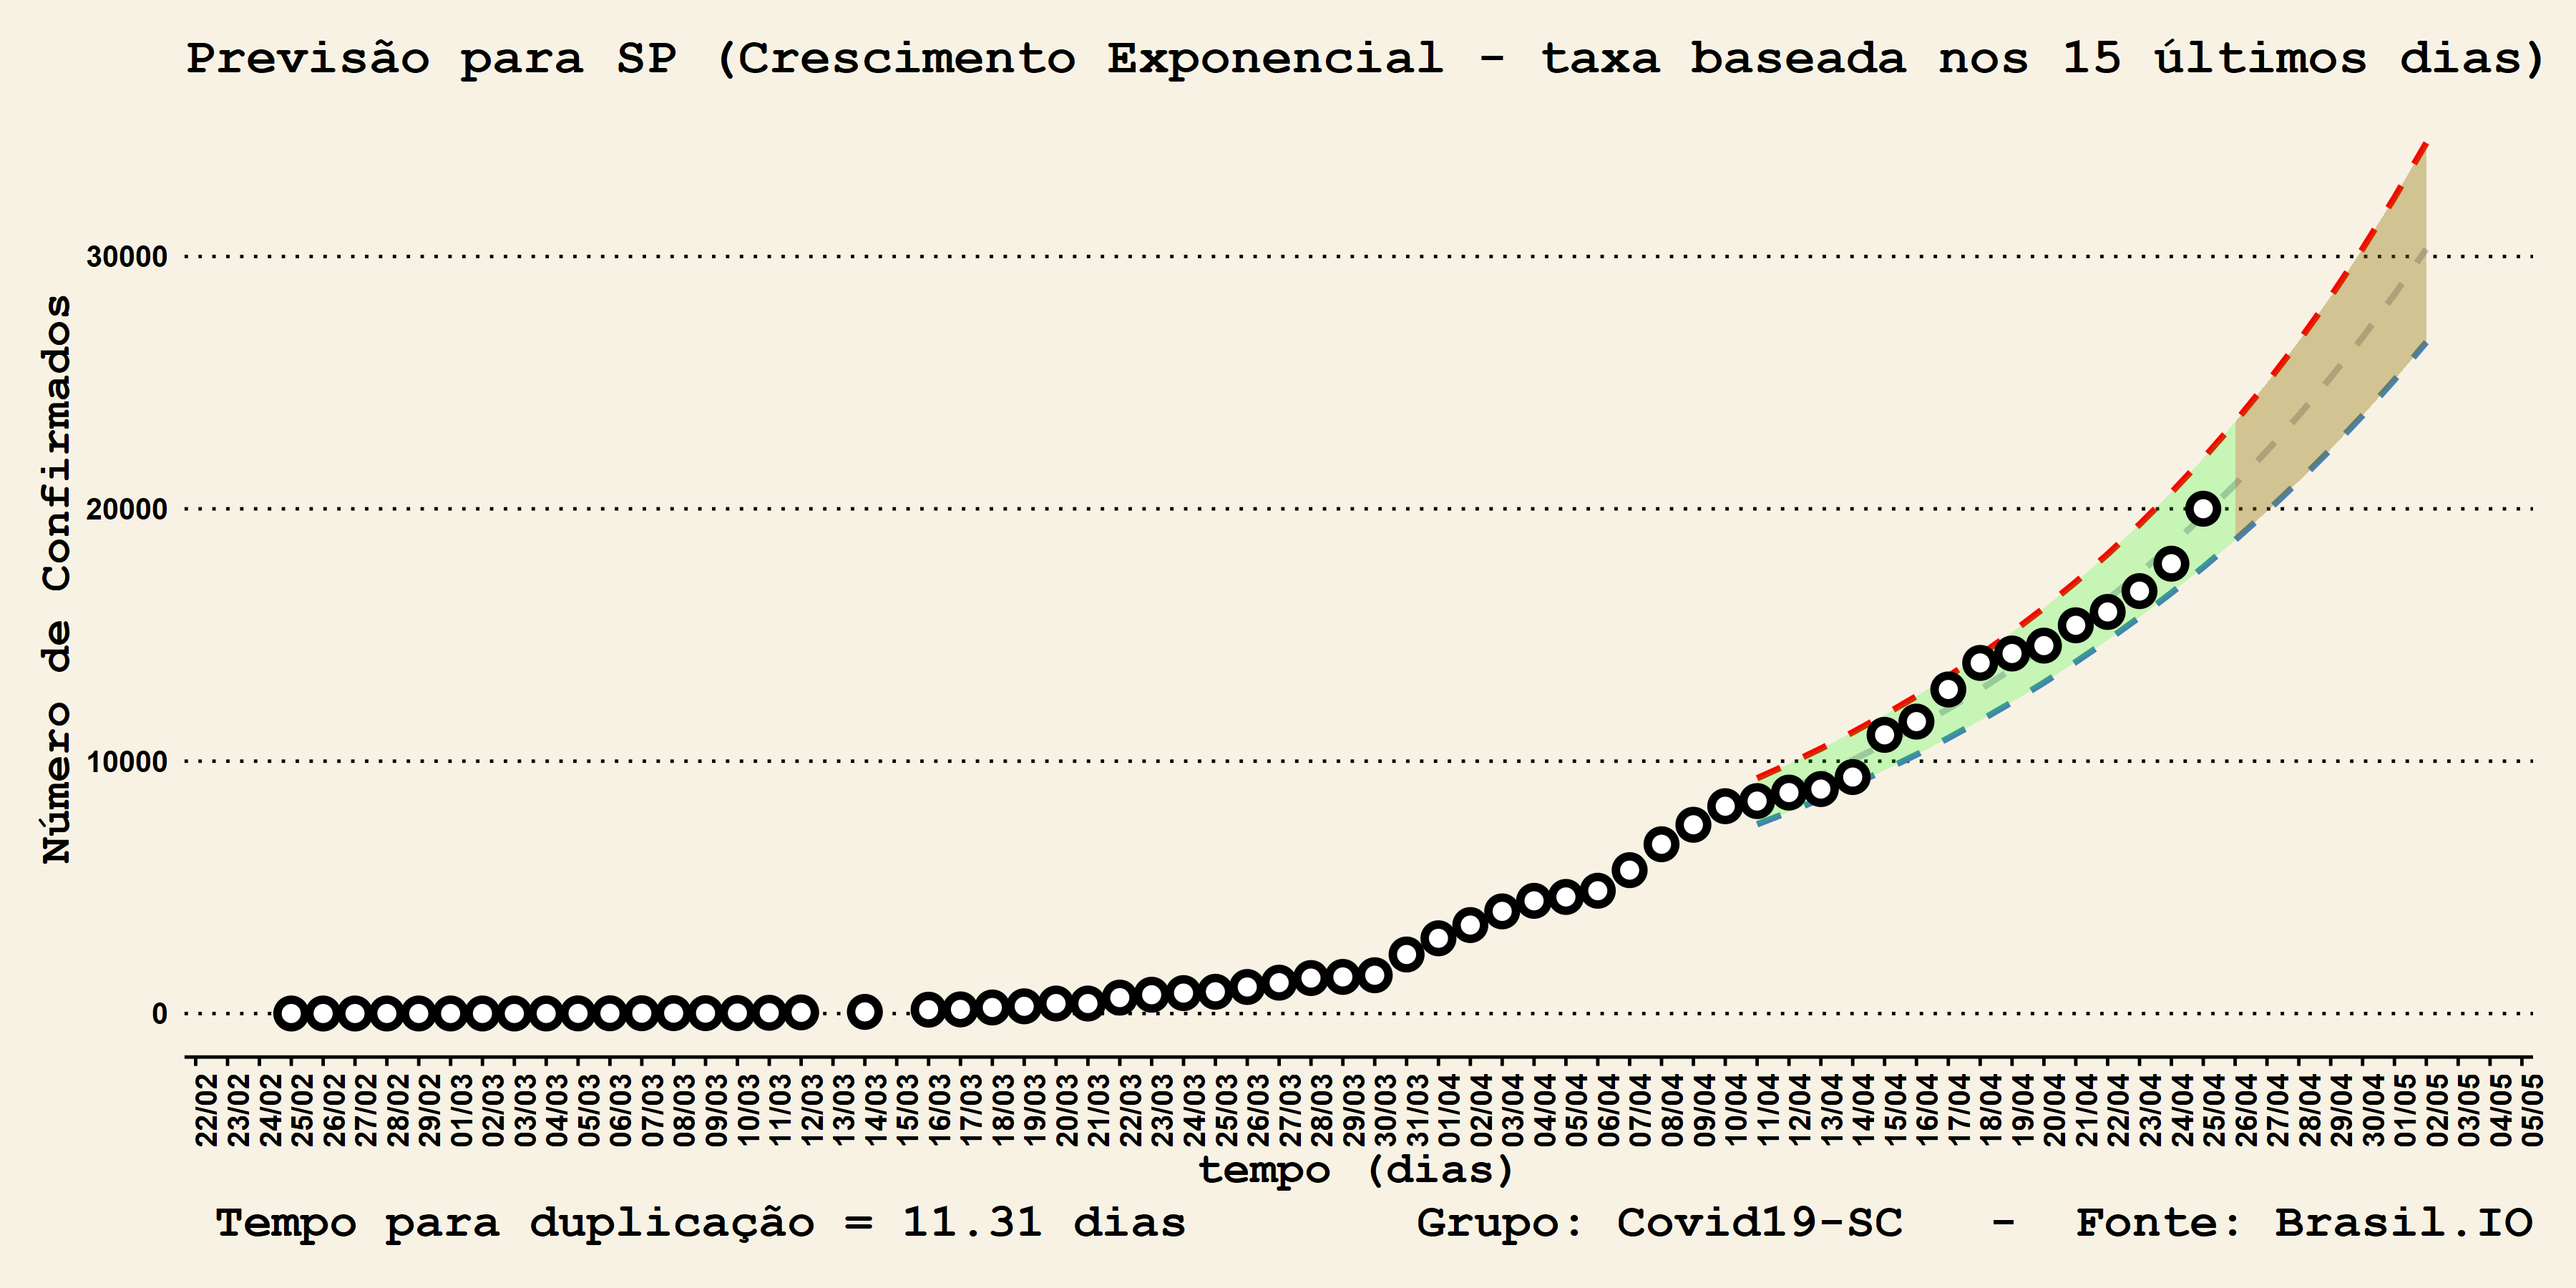 Previsão para SP (Crescimento Exponencial - taxa baseada nos 15 últimos dias)
Número de Confirmados
30000
20000
10000
0
22/02 23/02 24/02 25/02 26/02 27/02 28/02 29/02 01/03 02/03 03/03 04/03 05/03 06/03 07/03 08/03 09/03 10/03 11/03 12/03 13/03 14/03 15/03 16/03 17/03 18/03 19/03 20/03 21/03 22/03 23/03 24/03 25/03 26/03 27/03 28/03 29/03 30/03 31/03 01/04 02/04 03/04 04/04 05/04 06/04 07/04 08/04 09/04 10/04 11/04 12/04 13/04 14/04 15/04 16/04 17/04 18/04 19/04 20/04 21/04 22/04 23/04 24/04 25/04 26/04 27/04 28/04 29/04 30/04 01/05 02/05 03/05 04/05 05/05
tempo (dias)
Tempo para duplicação = 11.31 dias Grupo: Covid19-SC - Fonte: Brasil.IO